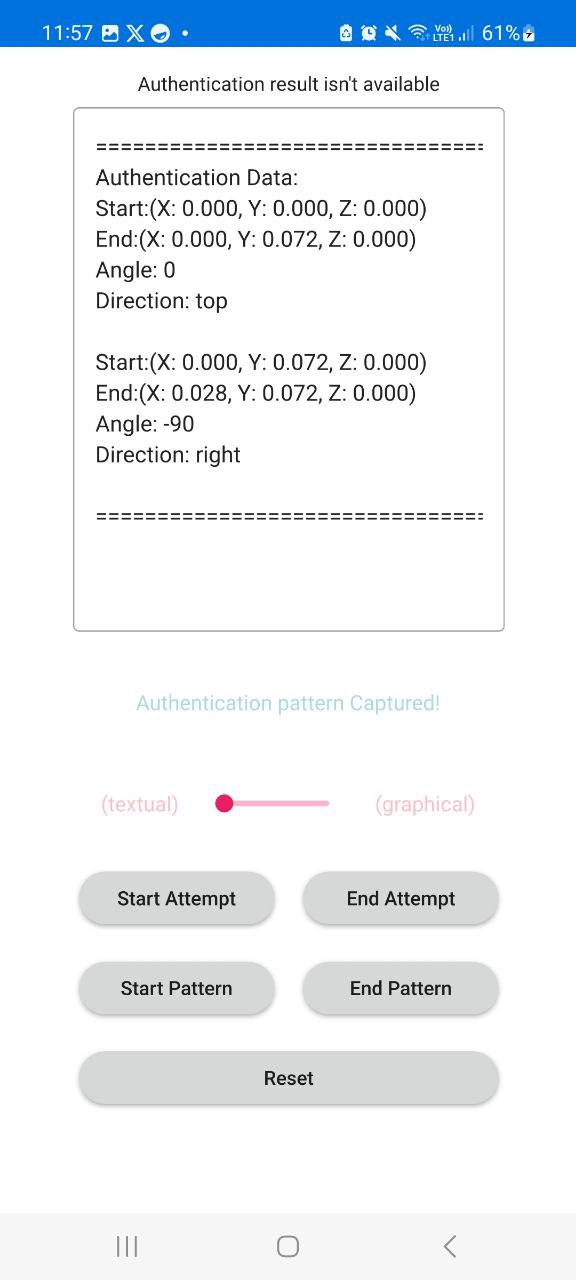 11:57 Vo)) LTE1 61%
Authentication result isn't available
================================
Authentication Data:
Start:(X: 0.000, Y: 0.000, Z: 0.000)
End:(X: 0.000, Y: 0.072, Z: 0.000)
Angle: 0
Direction: top
Start:(X: 0.000, Y: 0.072, Z: 0.000)
End:(X: 0.028, Y: 0.072, Z: 0.000)
Angle: -90
Direction: right
================================
Authentication pattern Captured!
(textual) (graphical)
Start Attempt End Attempt
Start Pattern End Pattern
Reset